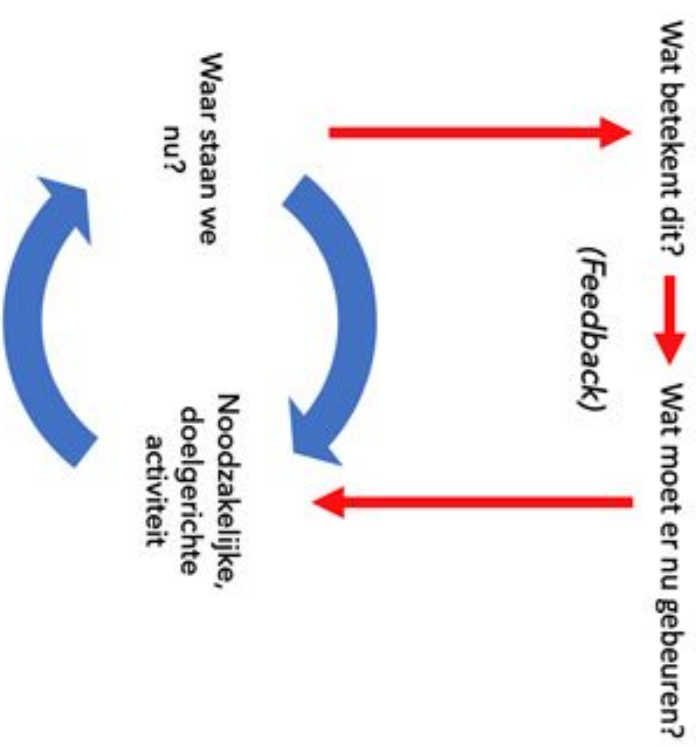 Wat betekent dit?
Wat moet er nu gebeuren?
(Feedback)
Waar staan we
nu?
Noodzakelijke,
doelgerichte
activiteit